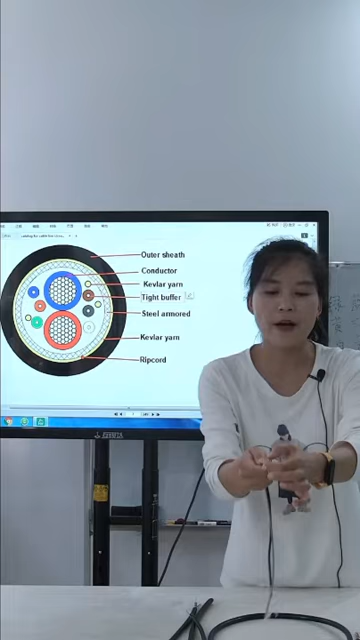 Outer sheath
Conductor
Kevlar yarn
Tight buffer
Steel armored
Kevlar yarn
Ripcord